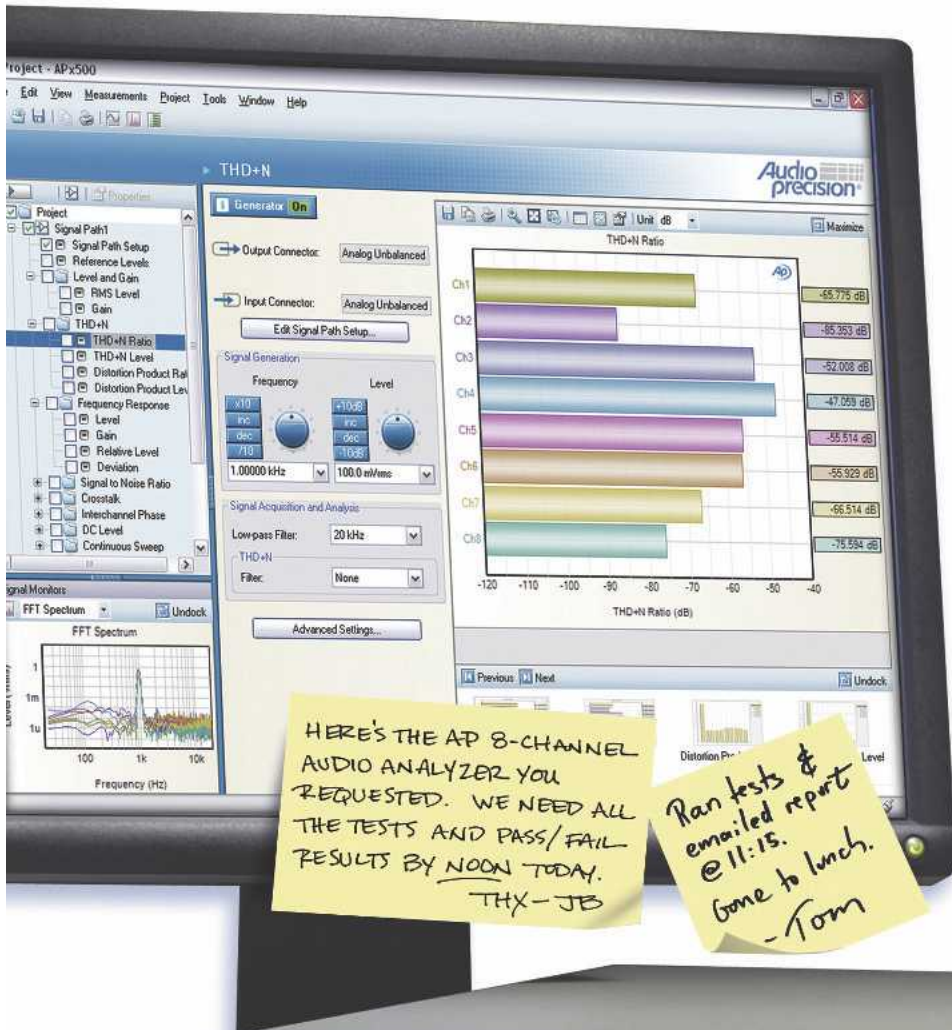 Project - APx500
Edit View Measurements Project Tools Window Help
THD+N
Audio
precision
Properties
Project
Signal Path1
Signal Path Setup
Reference Levels
Level and Gain
RMS Level
Gain
THD+N
THD+N Ratio
THD+N Level
Distortion Product Rat
Distortion Product Lev
Frequency Response
Level
Gain
Relative Level
Deviation
Signal to Noise Ratio
Crosstalk
Interchannel Phase
DC Level
Continuous Sweep
Signal Monitors
FFT Spectrum
Undock
FFT Spectrum
1
1m
1u
100 1k 10k
Frequency (Hz)
Generator On
Output Connector: Analog Unbalanced
Input Connector: Analog Unbalanced
Edit Signal Path Setup...
Signal Generation
Frequency Level
x10 +10dB
inc inc
dec dec
/10 -10dB
1.00000 kHz 100.0 mVrms
Signal Acquisition and Analysis
Low-pass Filter: 20 kHz
THD+N
Filter: None
Advanced Settings...
Unit dB
Maximize
THD+N Ratio
AP
Ch1 -65.775 dB
Ch2 -85.353 dB
Ch3 -52.008 dB
Ch4 -47.059 dB
Ch5 -55.514 dB
Ch6 -55.929 dB
Ch7 -66.514 dB
Ch8 -75.594 dB
-120 -110 -100 -90 -80 -70 -60 -50 -40
THD+N Ratio (dB)
Previous Next
Undock
Distortion Pr
Level
HERE'S THE AP 8-CHANNEL
AUDIO ANALYZER YOU
REQUESTED. WE NEED ALL
THE TESTS AND PASS/FAIL
RESULTS BY NOON TODAY.
THX-JB
Ran tests &
emailed report
@ 11:15.
Gone to lunch.
- Tom